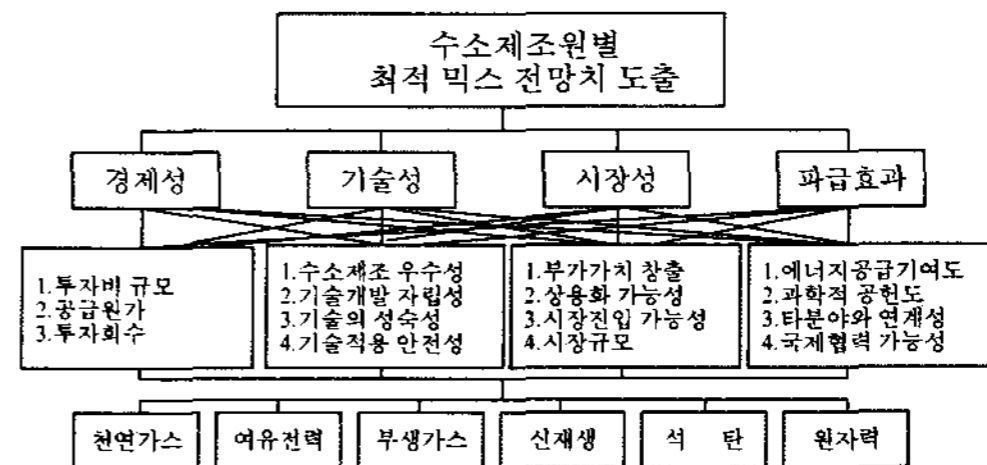 수소제조원별
최적 믹스 전망치 도출
경제성
기술성
시장성
파급효과
1.투자비 규모
2.공급원가
3.투자회수
1.수소제조 우수성
2.기술개발 자립성
3.기술의 성숙성
4.기술적용 안전성
1.부가가치 창출
2.상용화 가능성
3.시장진입 가능성
4.시장규모
1.에너지공급기여도
2.과학적 공헌도
3.타분야와 연계성
4.국제협력 가능성
천연가스
여유전력
부생가스
신재생
석 탄
원자력